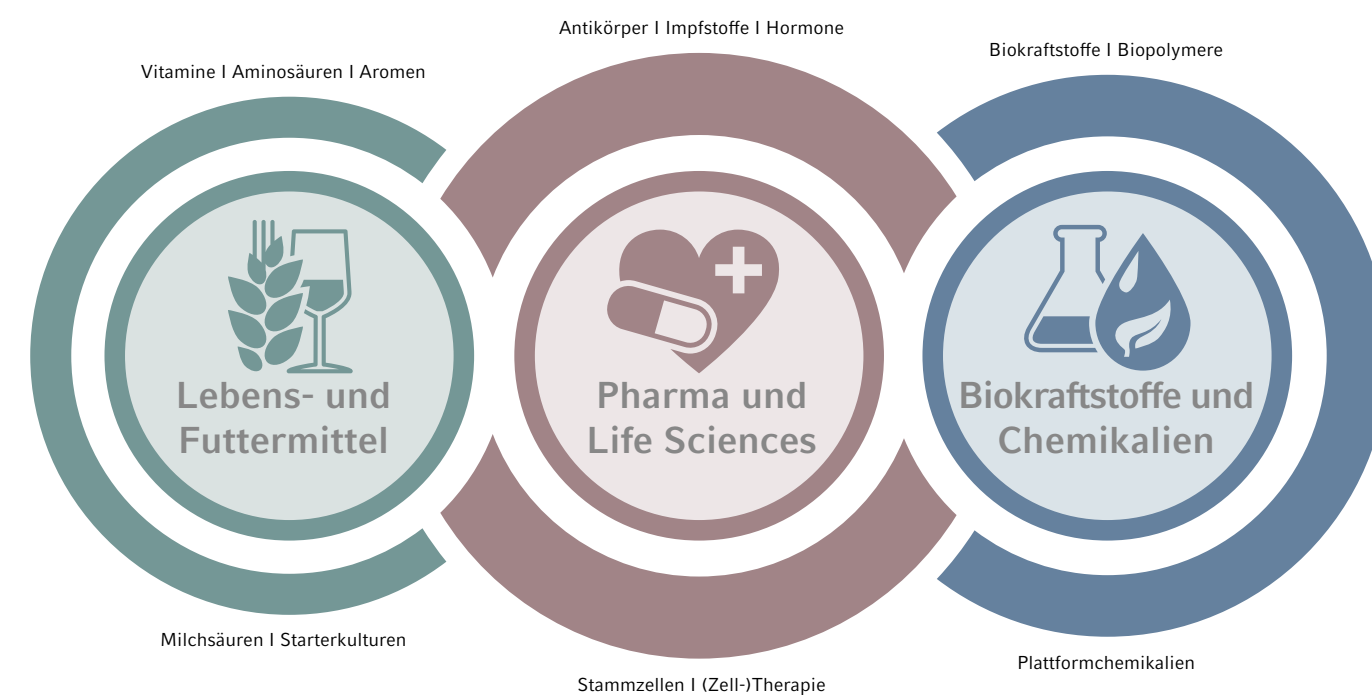 Vitamine I Aminosäuren I Aromen
Lebens- und
Futtermittel
Milchsäuren I Starterkulturen
Antikörper I Impfstoffe I Hormone
Pharma und
Life Sciences
Stammzellen I (Zell-)Therapie
Biokraftstoffe I Biopolymere
Biokraftstoffe und
Chemikalien
Plattformchemikalien